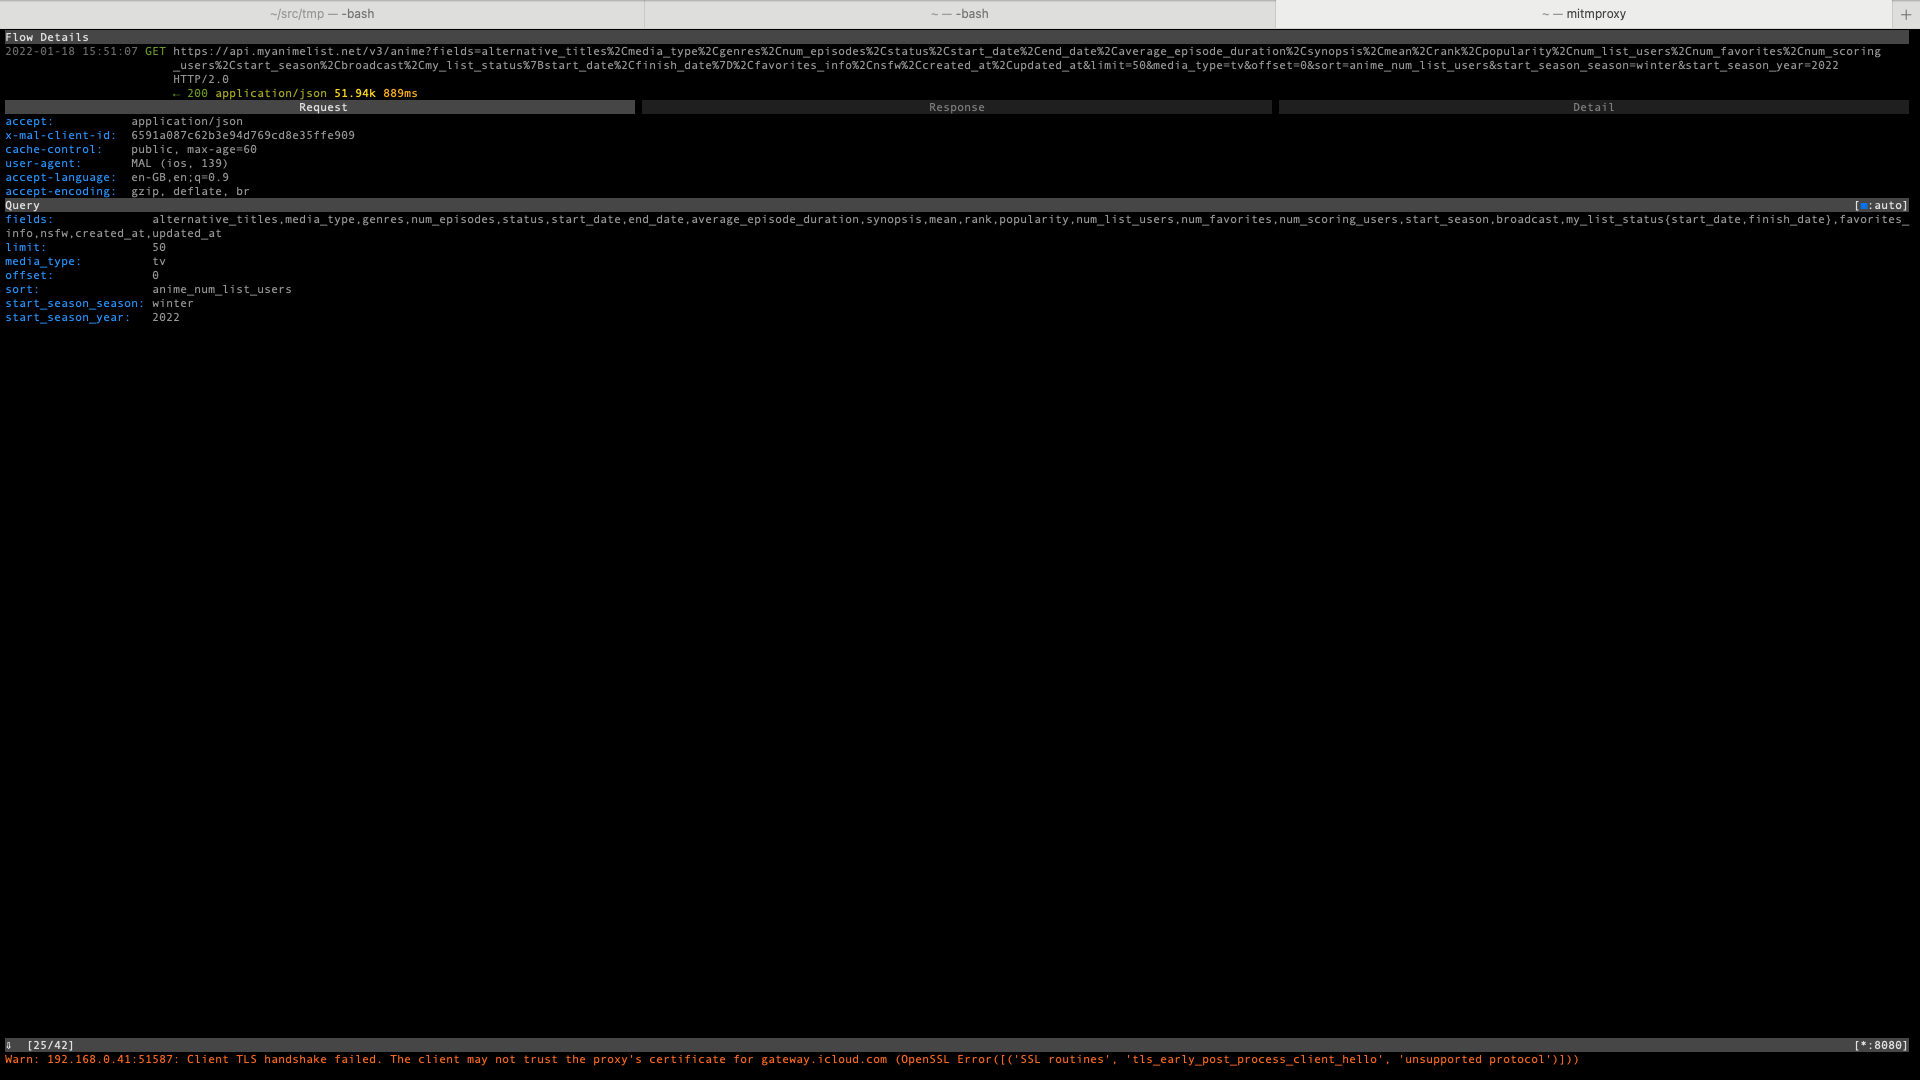 ~/src/tmp — -bash
~ — -bash
~ — mitmproxy
Flow Details
2022-01-18 15:51:07 GET https://api.myanimelist.net/v3/anime?fields=alternative_titles%2Cmedia_type%2Cgenres%2Cnum_episodes%2Cstatus%2Cstart_date%2Cend_date%2Caverage_episode_duration%2Csynopsis%2Cmean%2Crank%2Cpopularity%2Cnum_list_users%2Cnum_favorites%2Cnum_scoring
_users%2Cstart_season%2Cbroadcast%2Cmy_list_status%7Bstart_date%2Cfinish_date%7D%2Cfavorites_info%2Cnsfw%2Ccreated_at%2Cupdated_at&limit=50&media_type=tv&offset=0&sort=anime_num_list_users&start_season_season=winter&start_season_year=2022
HTTP/2.0
← 200 application/json 51.94k 889ms
Request Response Detail
accept: application/json
x-mal-client-id: 6591a087c62b3e94d769cd8e35ffe909
cache-control: public, max-age=60
user-agent: MAL (ios, 139)
accept-language: en-GB,en;q=0.9
accept-encoding: gzip, deflate, br
Query [m:auto]
fields: alternative_titles,media_type,genres,num_episodes,status,start_date,end_date,average_episode_duration,synopsis,mean,rank,popularity,num_list_users,num_favorites,num_scoring_users,start_season,broadcast,my_list_status{start_date,finish_date},favorites_
info,nsfw,created_at,updated_at
limit: 50
media_type: tv
offset: 0
sort: anime_num_list_users
start_season_season: winter
start_season_year: 2022
⇩ [25/42] [*:8080]
Warn: 192.168.0.41:51587: Client TLS handshake failed. The client may not trust the proxy's certificate for gateway.icloud.com (OpenSSL Error([('SSL routines', 'tls_early_post_process_client_hello', 'unsupported protocol')]))